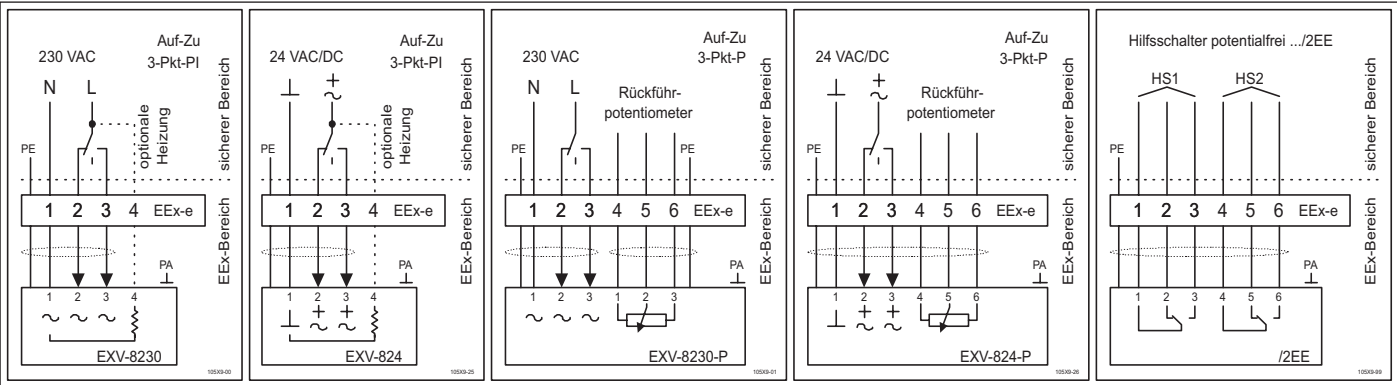 230 VAC
Auf-Zu
3-Pkt-PI
N L
optionale
Heizung
sicherer Bereich
PE
1 2 3 4 EEx-e
EEx-Bereich
PA
1 2 3 4
EXV-8230
105X9-00
24 VAC/DC
Auf-Zu
3-Pkt-PI
⊥ + ~
optionale
Heizung
sicherer Bereich
PE
1 2 3 4 EEx-e
EEx-Bereich
PA
1 2 3 4
+ +
EXV-824
105X9-25
230 VAC
Auf-Zu
3-Pkt-P
N L
Rückführ-
potentiometer
sicherer Bereich
PE PE
1 2 3 4 5 6 EEx-e
EEx-Bereich
PA
1 2 3 1 2 3
EXV-8230-P
105X9-01
24 VAC/DC
Auf-Zu
3-Pkt-P
⊥ + ~
Rückführ-
potentiometer
sicherer Bereich
PE
1 2 3 4 5 6 EEx-e
EEx-Bereich
PA
1 2 3 4 5 6
+ +
EXV-824-P
105X9-26
Hilfsschalter potentialfrei .../2EE
HS1 HS2
sicherer Bereich
PE
1 2 3 4 5 6 EEx-e
EEx-Bereich
PA
1 2 3 4 5 6
/2EE
105X9-99